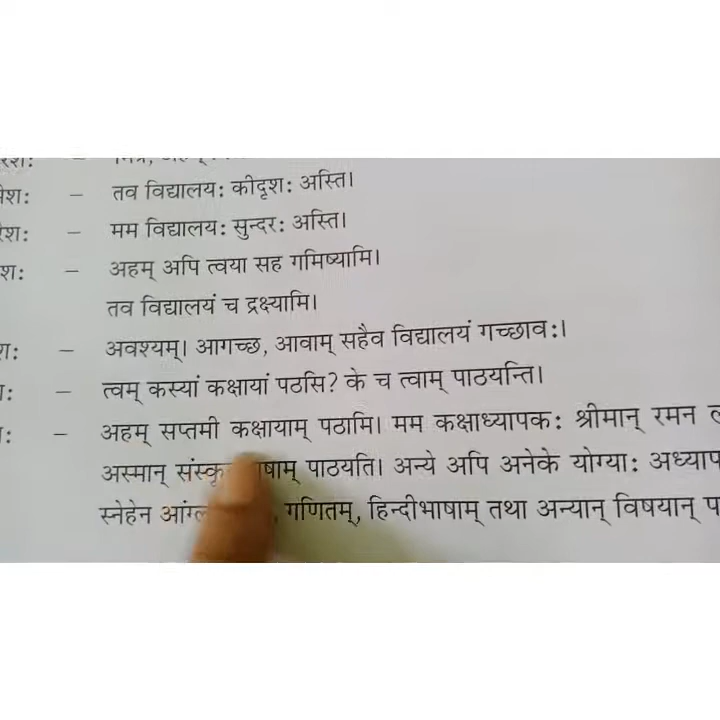 तव विद्यालयः कीदृशः अस्ति।
– मम विद्यालयः सुन्दरः अस्ति।
– अहम् अपि त्वया सह गमिष्यामि।
तव विद्यालयं च द्रक्ष्यामि।
– अवश्यम्। आगच्छ, आवाम् सहैव विद्यालयं गच्छावः।
– त्वम् कस्यां कक्षायां पठसि? के च त्वाम् पाठयन्ति।
– अहम् सप्तमी कक्षायाम् पठामि। मम कक्षाध्यापकः श्रीमान् रमन
अस्मान् पाठयति। अन्ये अपि अनेके योग्याः
स्नेहेन गणितम्, हिन्दीभाषाम् तथा अन्यान् विषयान्